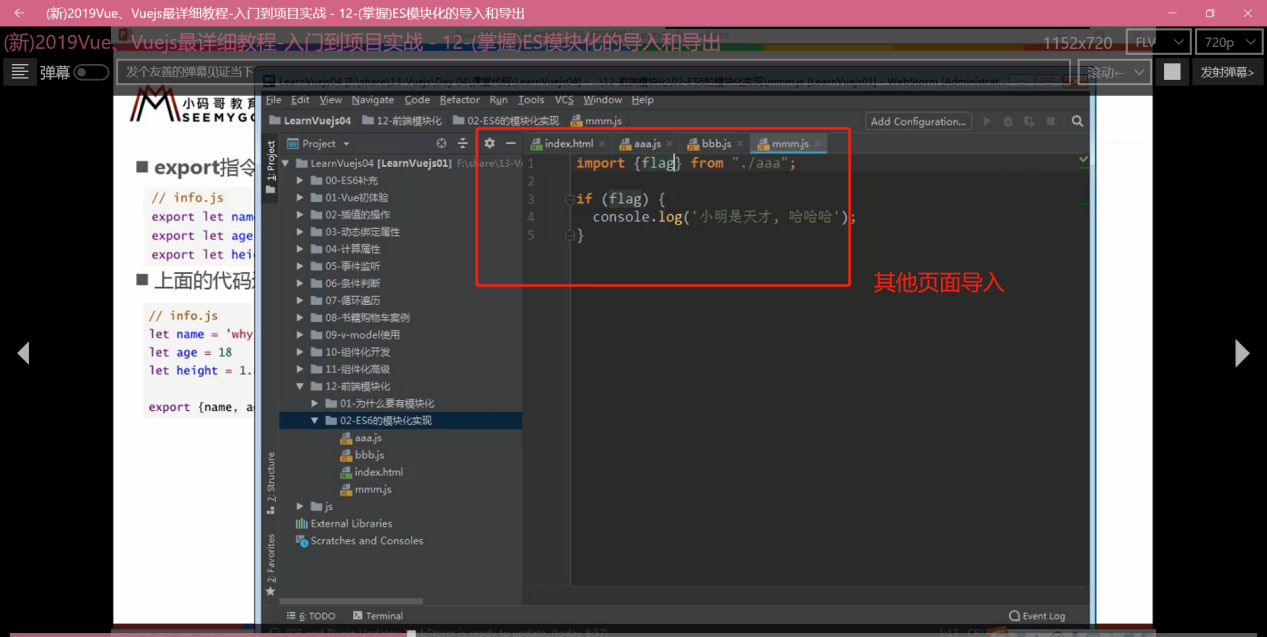 (新)2019Vue、Vuejs最详细教程-入门到项目实战 - 12-(掌握)ES模块化的导入和导出
(新)2019Vue、Vuejs最详细教程-入门到项目实战 - 12-(掌握)ES模块化的导入和导出
1152x720
FLV
720p
弹幕
发个友善的弹幕见证当下
滚动←
发射弹幕>
小码哥教育
SEEMYGO
export指令
// info.js
export let name
export let age
export let hei
上面的代码
// info.js
let name = 'why
let age = 18
let height = 1.
export {name, ag
File Edit View Navigate Code Refactor Run Tools VCS Window Help
LearnVuejs04 12-前端模块化 02-ES6的模块化实现 mmm.js
Add Configuration...
1: Project
Project
index.html aaa.js bbb.js mmm.js
LearnVuejs04 [LearnVuejs01] F:\share\13-Vu
00-ES6补充
01-Vue初体验
02-插值的操作
03-动态绑定属性
04-计算属性
05-事件监听
06-条件判断
07-循环遍历
08-书籍购物车案例
09-v-model使用
10-组件化开发
11-组件化高级
12-前端模块化
01-为什么要有模块化
02-ES6的模块化实现
aaa.js
bbb.js
index.html
mmm.js
js
External Libraries
Scratches and Consoles
1 import {flag} from "./aaa";
2
3 if (flag) {
4 console.log('小明是天才, 哈哈哈');
5 }
其他页面导入
7: Structure
2: Favorites
6: TODO
Terminal
Event Log